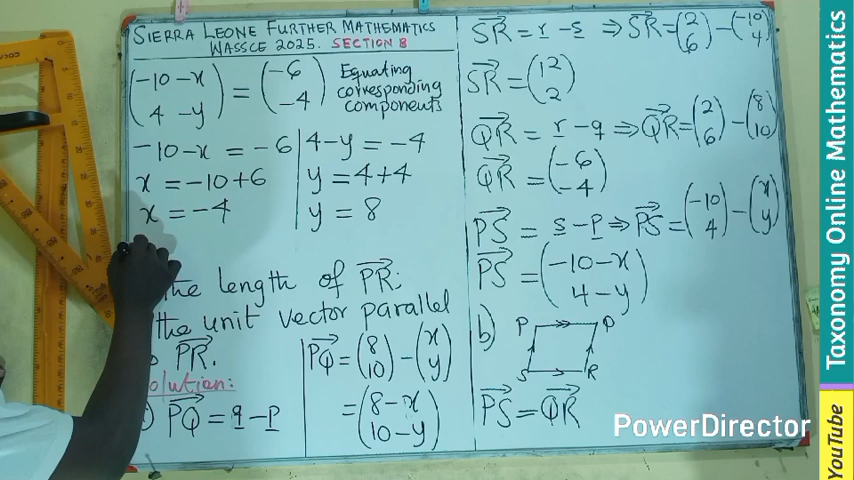 SIERRA LEONE FURTHER MATHEMATICS
WASSCE 2025. SECTION B
(-10-x
4 -y) = (-6
-4) Equating corresponding components
-10-x = -6
x = -10+6
x = -4
4-y = -4
y = 4+4
y = 8
the length of PR;
the unit vector parallel
PR.
olution:
PQ = q - p
PQ = (8
10) - (x
y)
= (8-x
10-y)
SR = r - s ⇒ SR = (2
6) - (-10
4)
SR = (12
2)
QR = r - q ⇒ QR = (2
6) - (8
10)
QR = (-6
-4)
PS = s - p ⇒ PS = (-10
4) - (x
y)
PS = (-10-x
4-y)
b)
P Q
S R
PS = QR
PowerDirector
Taxonomy Online Mathematics
YouTube